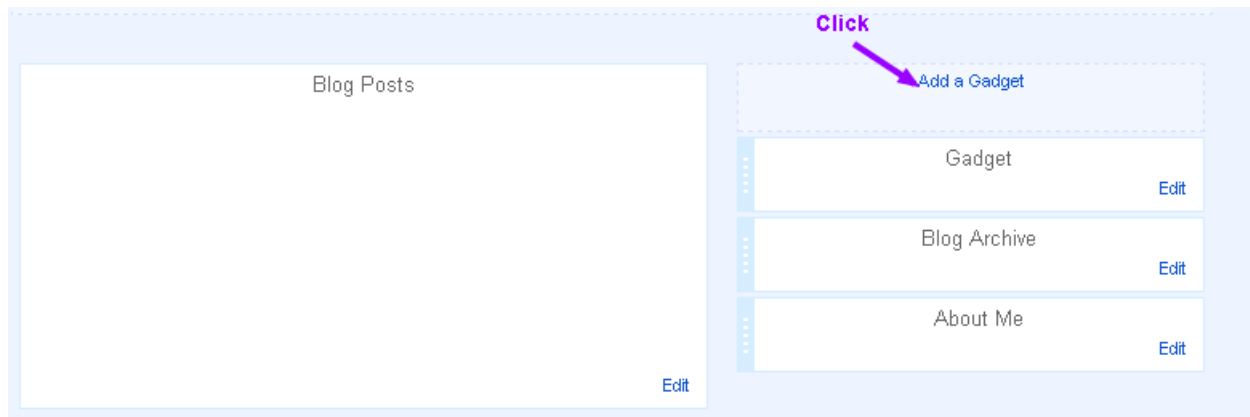 Click
Blog Posts
Add a Gadget
Gadget
Edit
Blog Archive
Edit
About Me
Edit
Edit